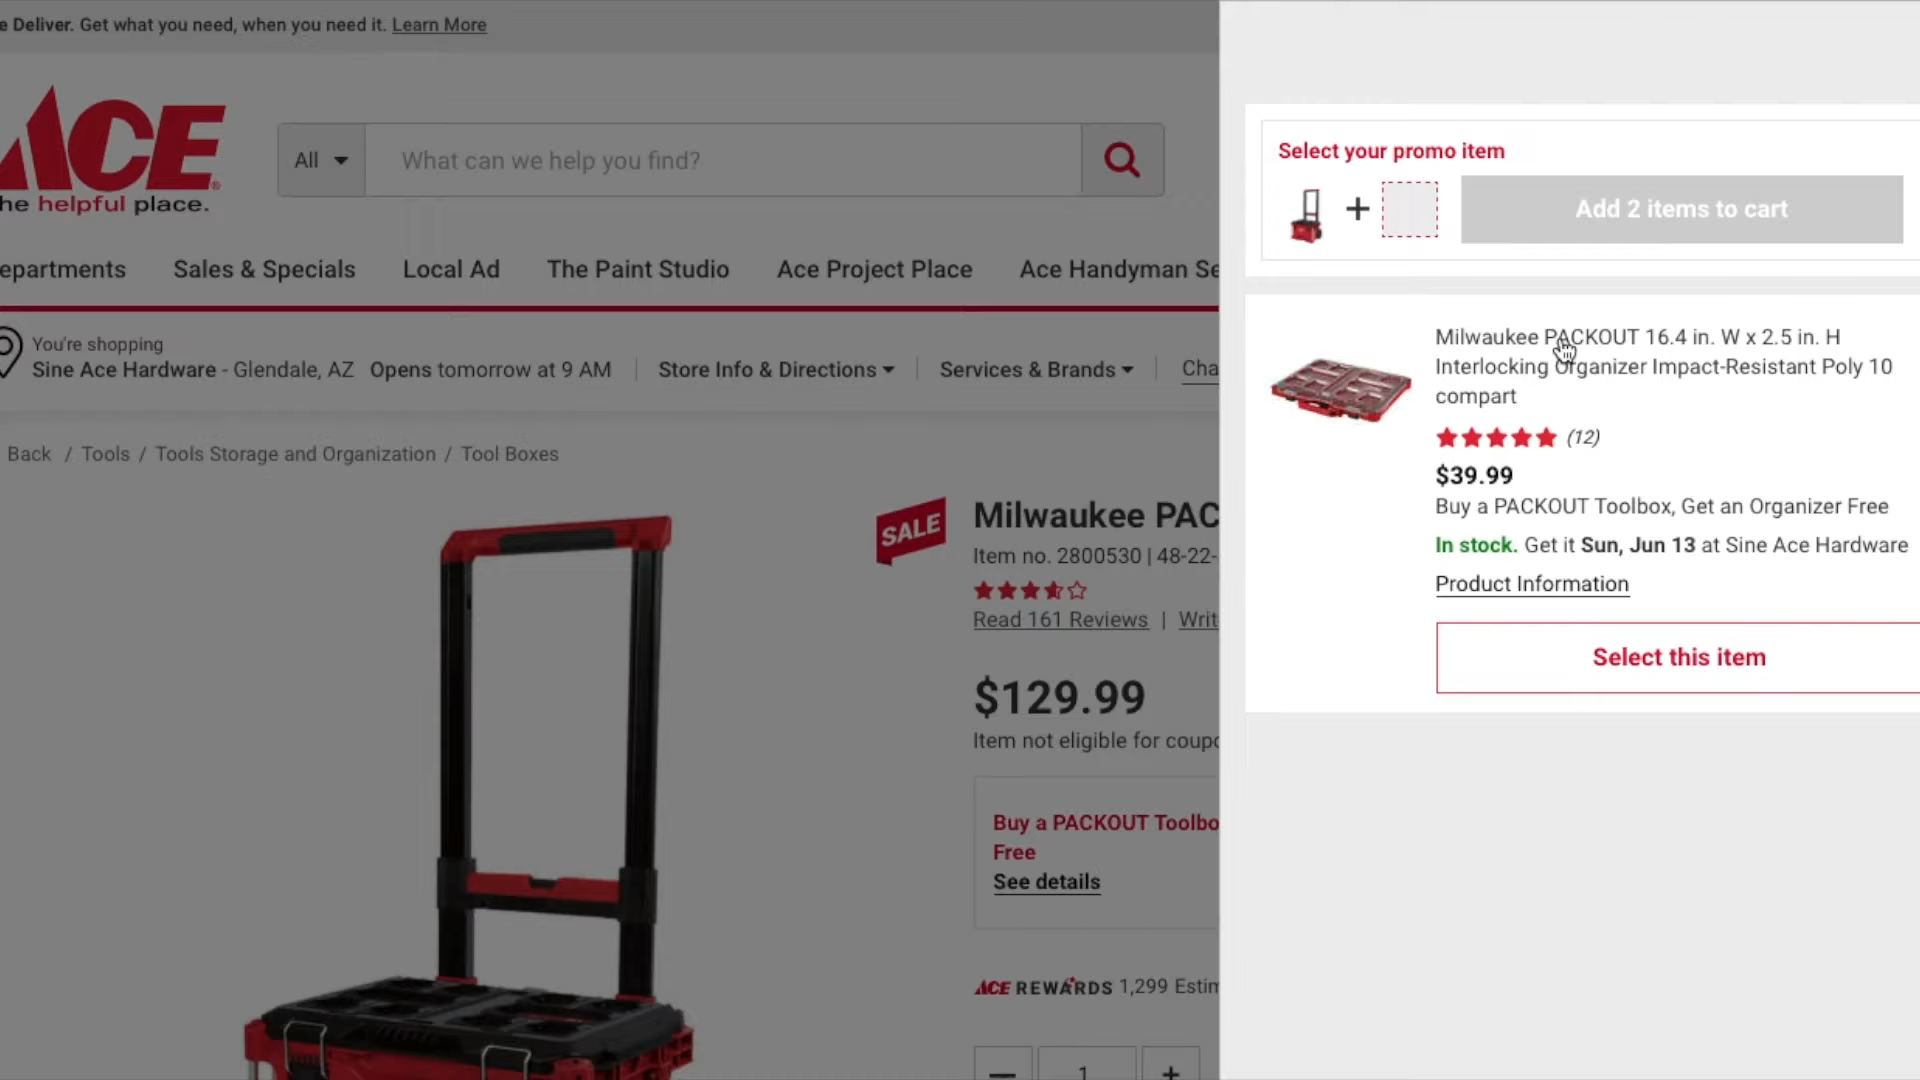 e Deliver. Get what you need, when you need it. Learn More
ACE
he helpful place.
All
What can we help you find?
epartments
Sales & Specials
Local Ad
The Paint Studio
Ace Project Place
Ace Handyman Se
You're shopping
Sine Ace Hardware - Glendale, AZ Opens tomorrow at 9 AM
Store Info & Directions
Services & Brands
Cha
Back / Tools / Tools Storage and Organization / Tool Boxes
SALE
Milwaukee PAC
Item no. 2800530 | 48-22-
Read 161 Reviews | Writ
$129.99
Item not eligible for coupo
Buy a PACKOUT Toolbo
Free
See details
ACE REWARDS 1,299 Estim
— 1 +
Select your promo item
+
Add 2 items to cart
Milwaukee PACKOUT 16.4 in. W x 2.5 in. H
Interlocking Organizer Impact-Resistant Poly 10
compart
(12)
$39.99
Buy a PACKOUT Toolbox, Get an Organizer Free
In stock. Get it Sun, Jun 13 at Sine Ace Hardware
Product Information
Select this item